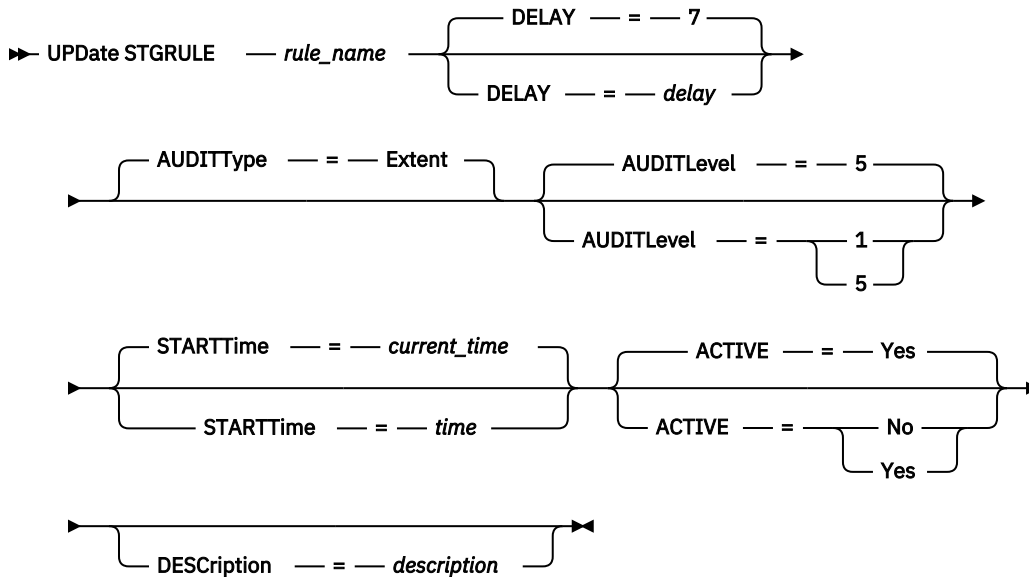 DELAY = 7
UPDate STGRULE rule_name
DELAY = delay
AUDITType = Extent
AUDITLevel = 5
AUDITLevel = 1
5
STARTTime = current_time
STARTTime = time
ACTIVE = Yes
ACTIVE = No
Yes
DESCription = description